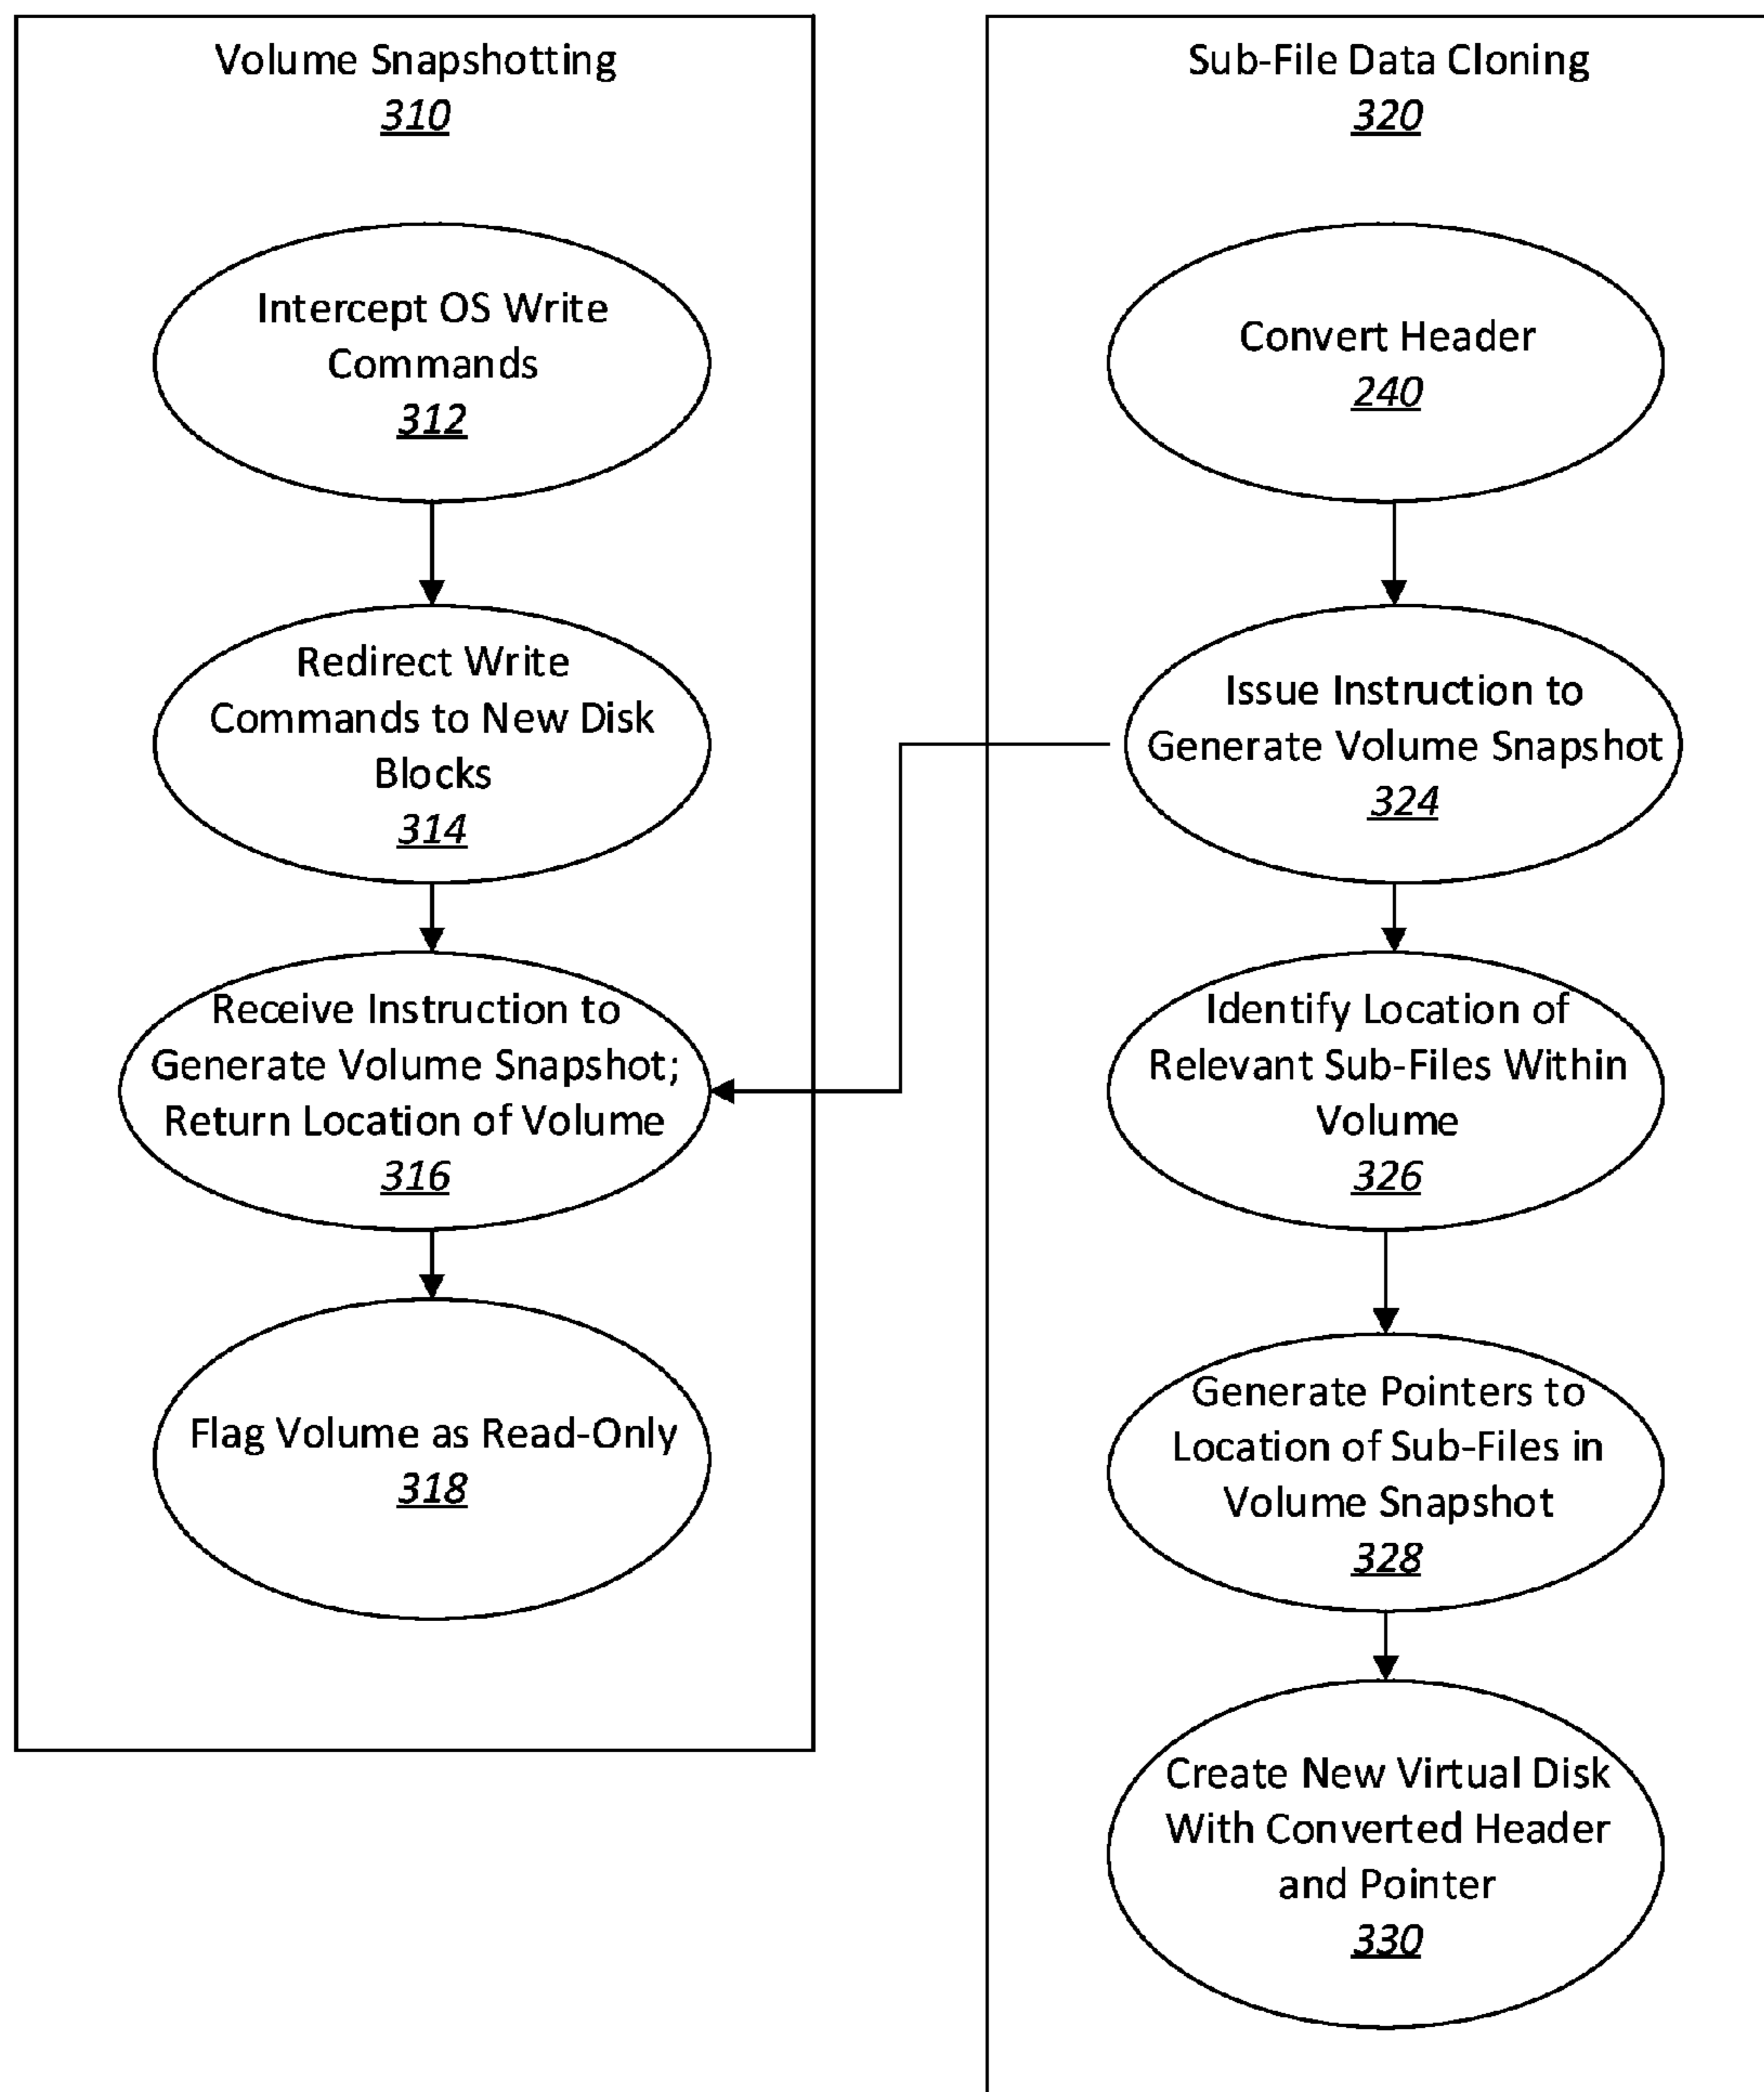 Volume Snapshotting
310
Intercept OS Write
Commands
312
Redirect Write
Commands to New Disk
Blocks
314
Receive Instruction to
Generate Volume Snapshot;
Return Location of Volume
316
Flag Volume as Read-Only
318
Sub-File Data Cloning
320
Convert Header
240
Issue Instruction to
Generate Volume Snapshot
324
Identify Location of
Relevant Sub-Files Within
Volume
326
Generate Pointers to
Location of Sub-Files in
Volume Snapshot
328
Create New Virtual Disk
With Converted Header
and Pointer
330